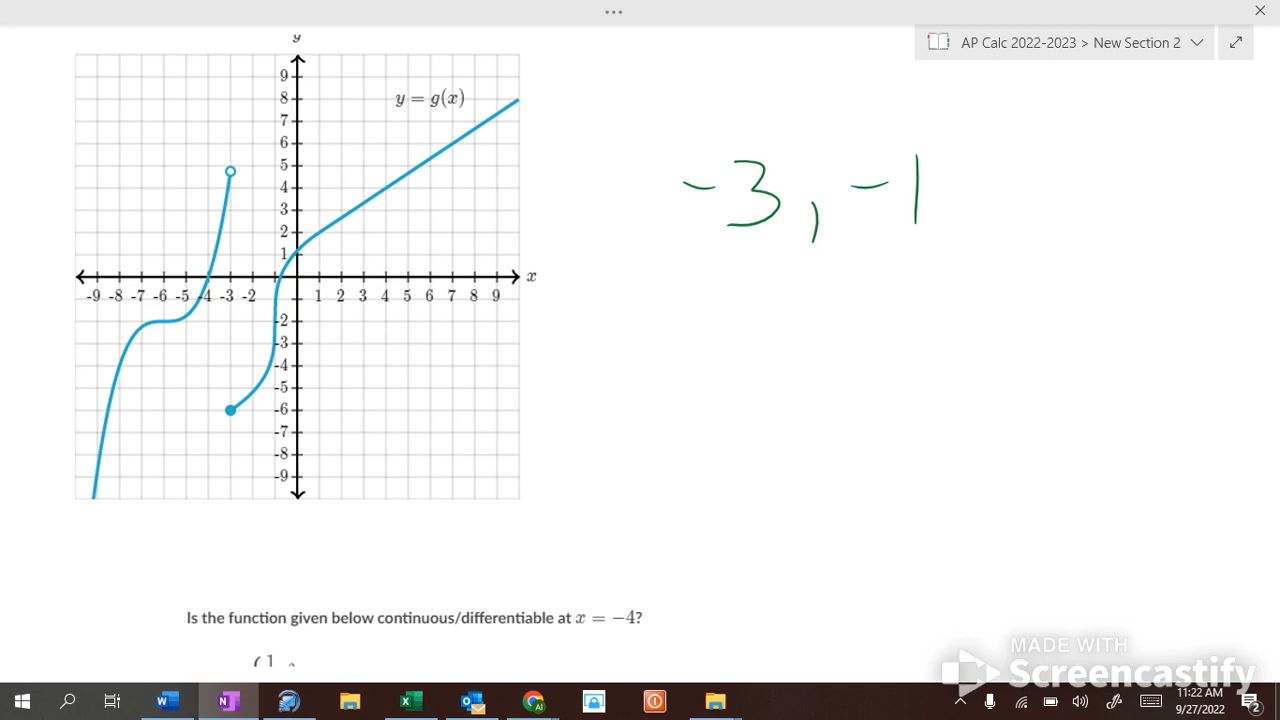 ...
AP Calc 2022-2023 > New Section 2
y
9
8
7
6
5
4
3
2
1
y = g(x)
x
-9 -8 -7 -6 -5 -4 -3 -2 1 2 3 4 5 6 7 8 9
-2
-3
-4
-5
-6
-7
-8
-9
-3, -1
Is the function given below continuous/differentiable at x = −4?
MADE WITH
Screencastify
11:22 AM
9/27/2022
2